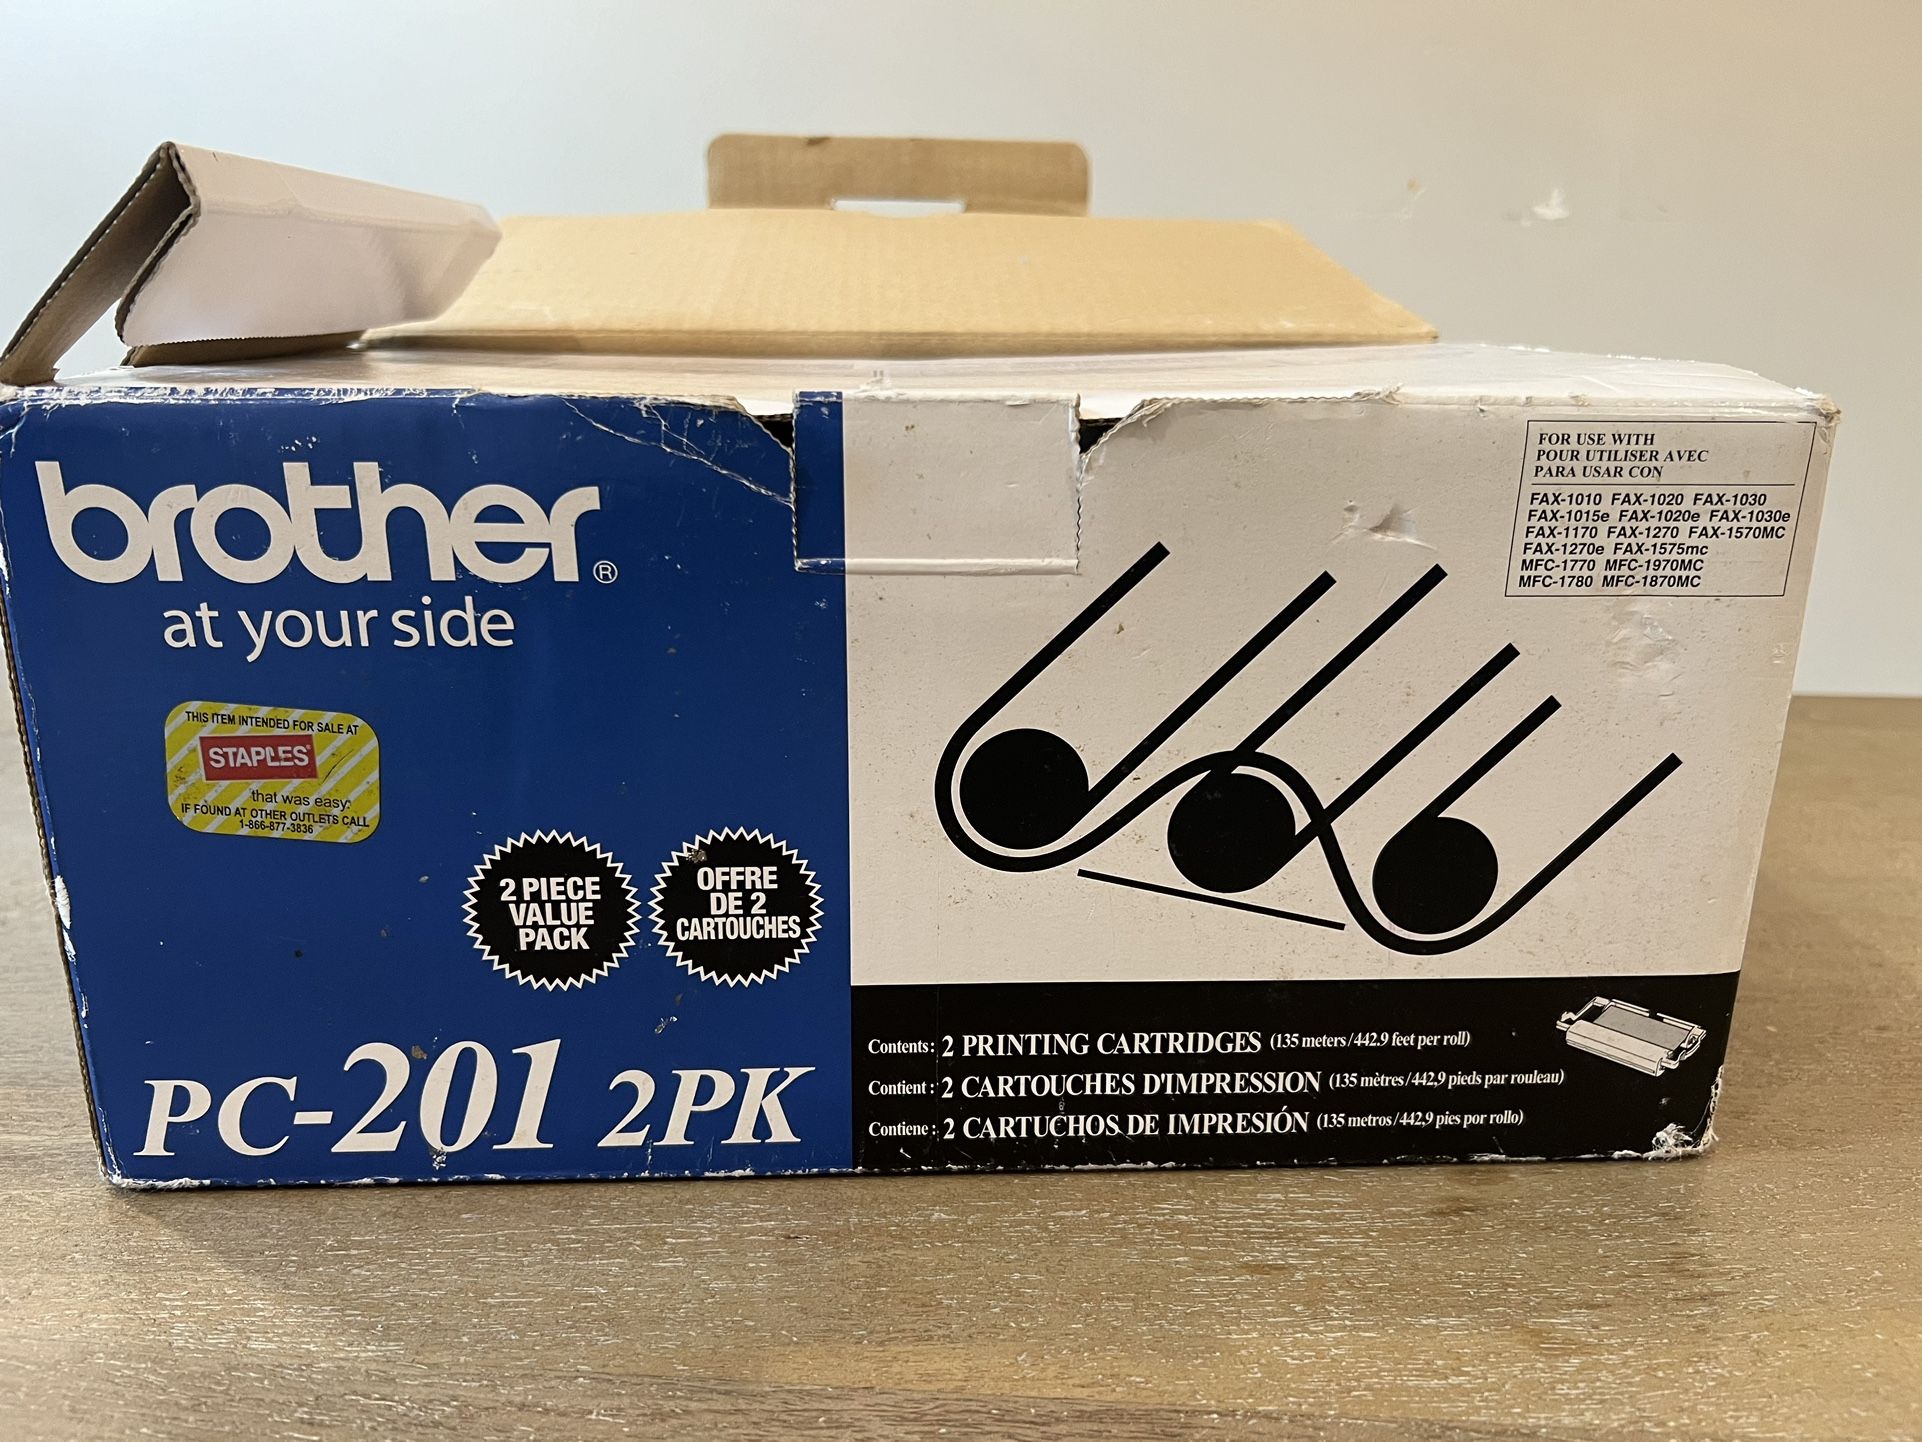 brother®
at your side
THIS ITEM INTENDED FOR SALE AT
STAPLES
that was easy.
IF FOUND AT OTHER OUTLETS CALL
1-866-877-3836
2 PIECE
VALUE
PACK
OFFRE
DE 2
CARTOUCHES
PC-201 2PK
FOR USE WITH
POUR UTILISER AVEC
PARA USAR CON
FAX-1010 FAX-1020 FAX-1030
FAX-1015e FAX-1020e FAX-1030e
FAX-1170 FAX-1270 FAX-1570MC
FAX-1270e FAX-1575mc
MFC-1770 MFC-1970MC
MFC-1780 MFC-1870MC
Contents: 2 PRINTING CARTRIDGES (135 meters/442.9 feet per roll)
Contient: 2 CARTOUCHES D'IMPRESSION (135 mètres/442,9 pieds par rouleau)
Contiene: 2 CARTUCHOS DE IMPRESIÓN (135 metros/442,9 pies por rollo)